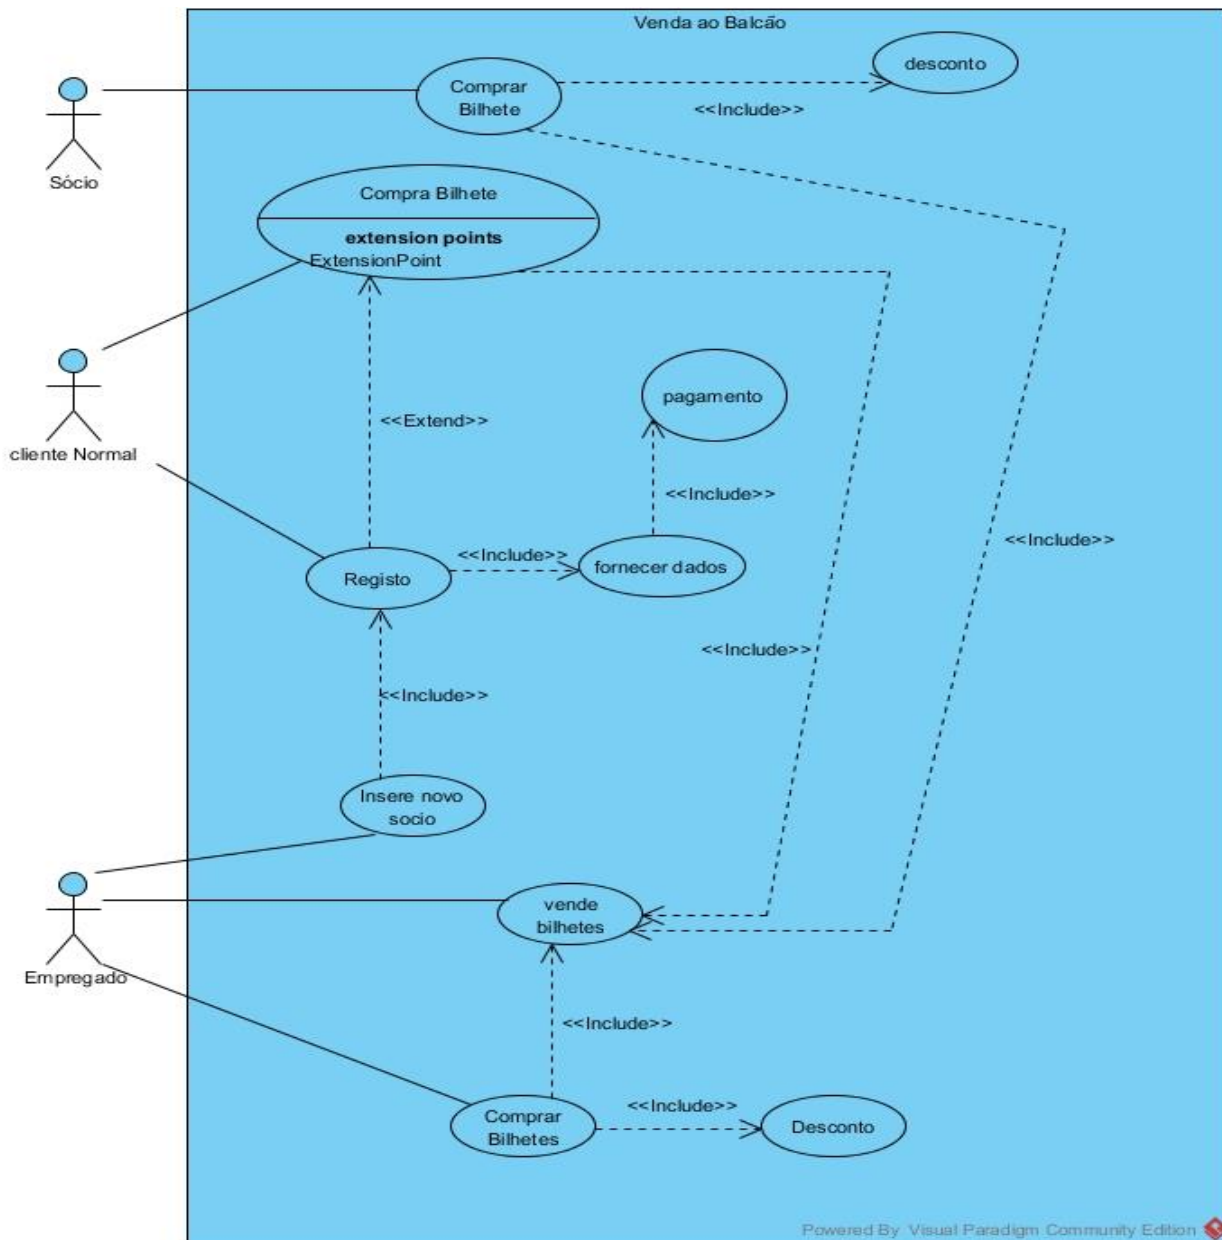 Venda ao Balcão
desconto
Comprar
Bilhete
<<Include>>
Sócio
Compra Bilhete
extension points
ExtensionPoint
pagamento
<<Extend>>
cliente Normal
<<Include>>
<<Include>>
<<Include>>
fornecer dados
Registo
<<Include>>
<<Include>>
Insere novo
socio
vende
bilhetes
Empregado
<<Include>>
<<Include>>
Comprar
Bilhetes
Desconto
Powered By Visual Paradigm Community Edition